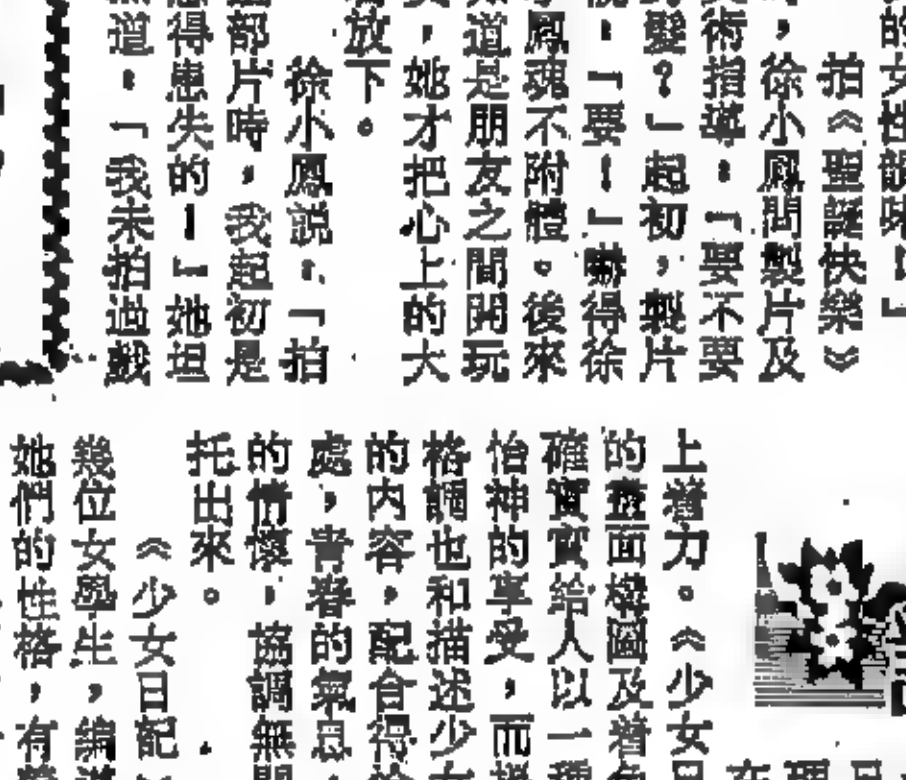 的女性韻味！」
拍《聖誕快樂》
，徐小鳳問製片及
術指導：「要不要
髮？」起初，製片
：「要！」嚇得徐
鳳魂不附體。後來
道是朋友之間開玩
，她才把心上的大
放下。
徐小鳳說：「拍
部片時，我起初是
得患失的！」她坦
道：「我未拍過戲
上着力。《少女日
的畫面構圖及着色
確實實給人以一種
怡神的享受，而
格調也和描述少女
的內容，配合得
處，青春的氣息
的情懷，協調無間
托出來。
《少女日記
幾位女學生，編
她們的性格，有